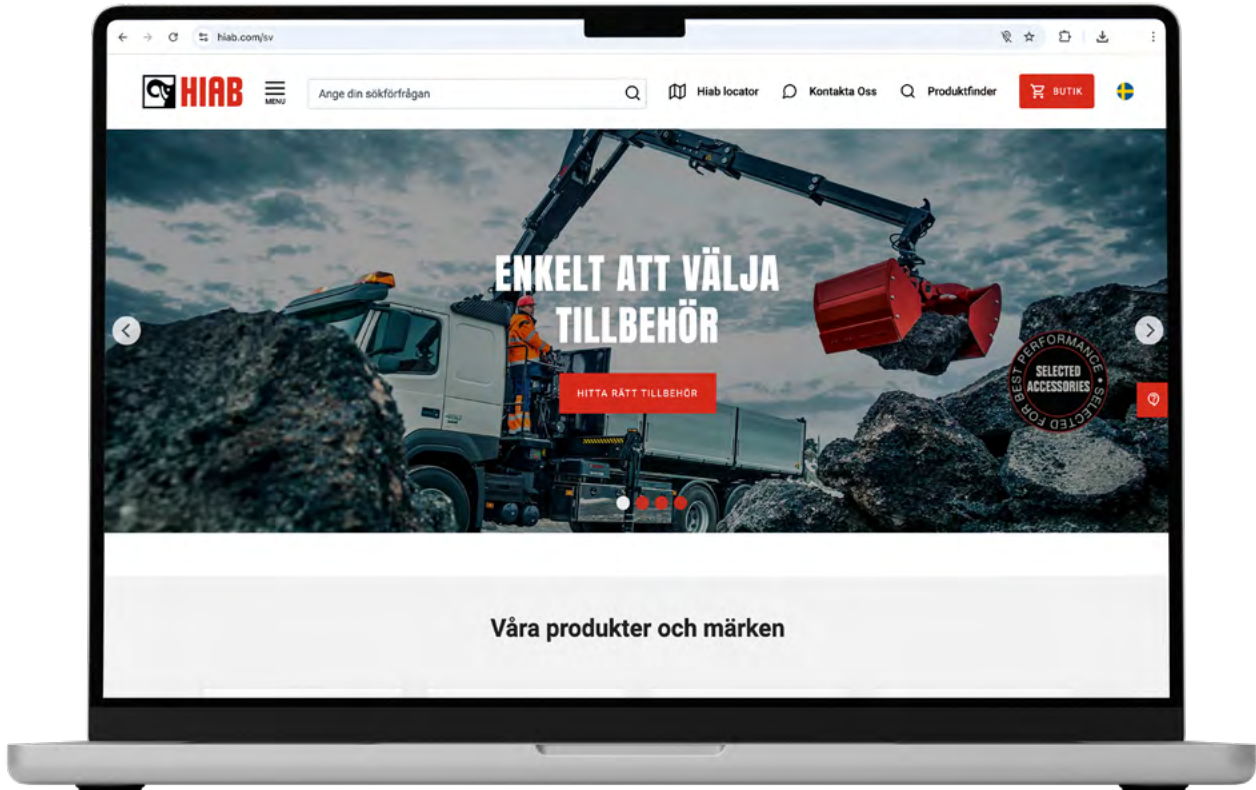 hiab.com/sv
HIAB
MENU
Ange din sökförfrågan
Hiab locator
Kontakta Oss
Produktfinder
BUTIK
ENKELT ATT VÄLJA
TILLBEHÖR
HITTA RÄTT TILLBEHÖR
SELECTED FOR BEST PERFORMANCE •
SELECTED
ACCESSORIES
Våra produkter och märken